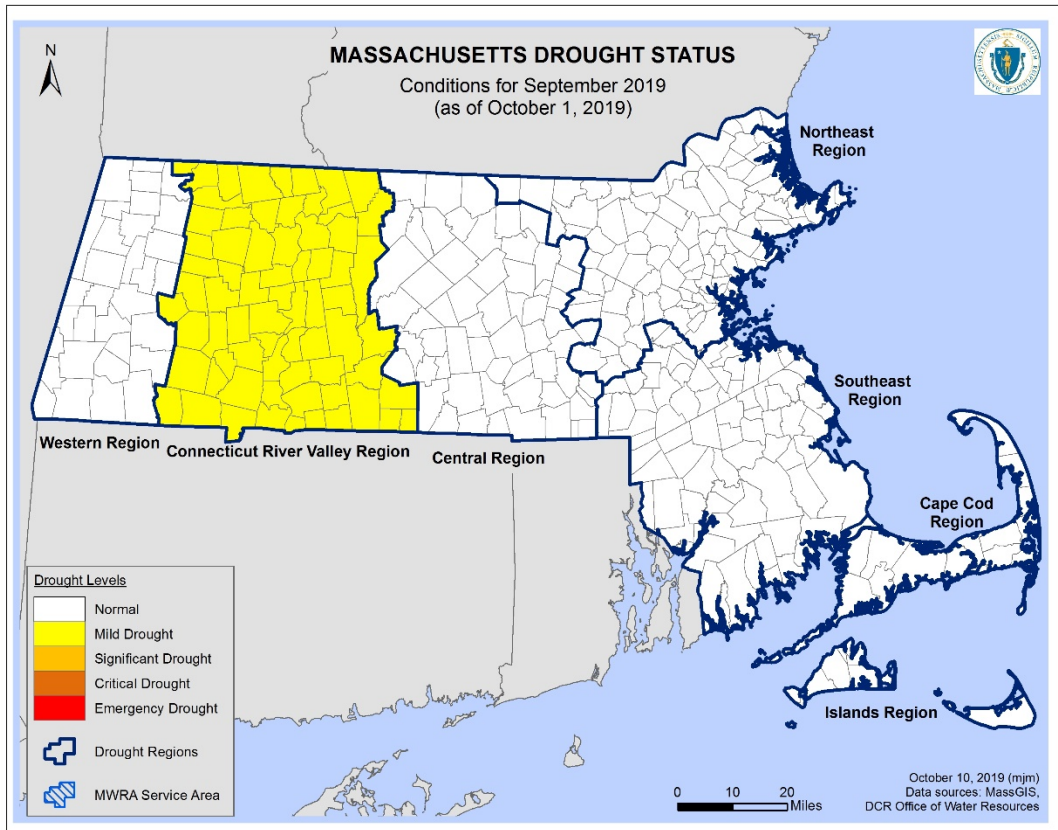 MASSACHUSETTS DROUGHT STATUS
Conditions for September 2019
(as of October 1, 2019)
N
Northeast
Region
Southeast
Region
Cape Cod
Region
Islands Region
Western Region
Connecticut River Valley Region
Central Region
Drought Levels
Normal
Mild Drought
Significant Drought
Critical Drought
Emergency Drought
Drought Regions
MWRA Service Area
0 10 20
Miles
October 10, 2019 (mjm)
Data sources: MassGIS,
DCR Office of Water Resources